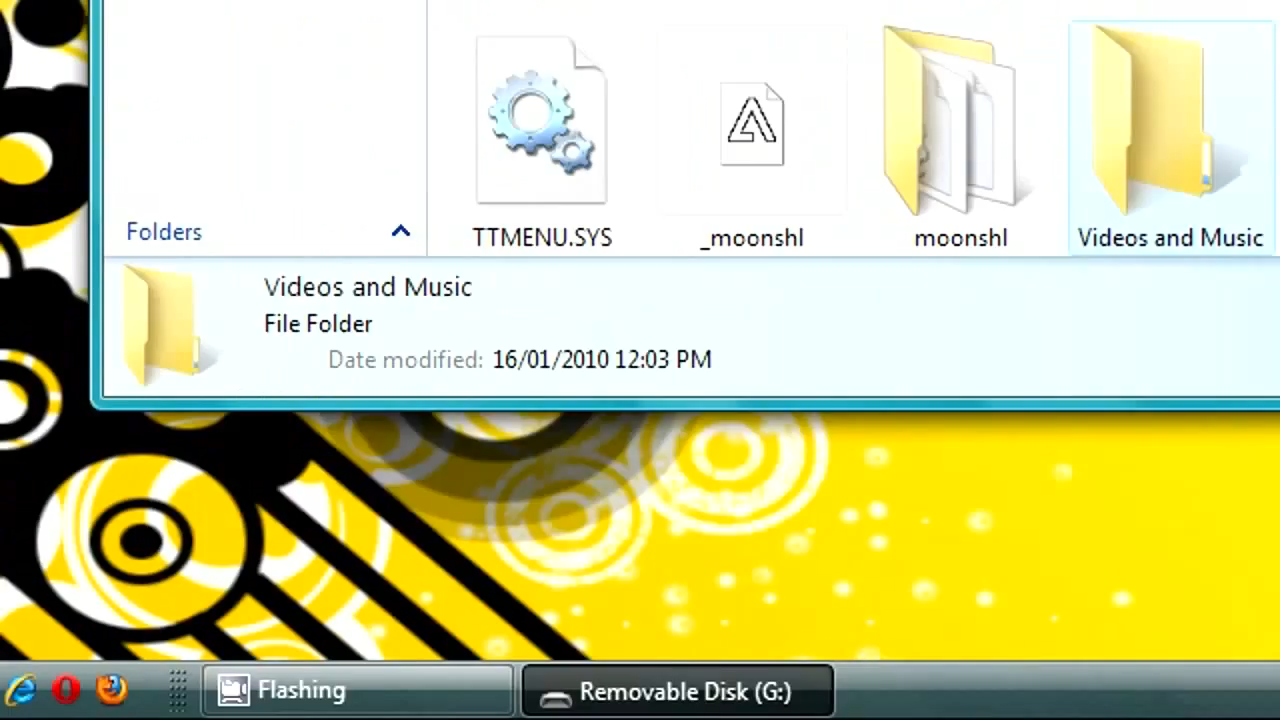 TTMENU.SYS
_moonshl
moonshl
Videos and Music
Folders
Videos and Music
File Folder
Date modified: 16/01/2010 12:03 PM
Flashing
Removable Disk (G:)